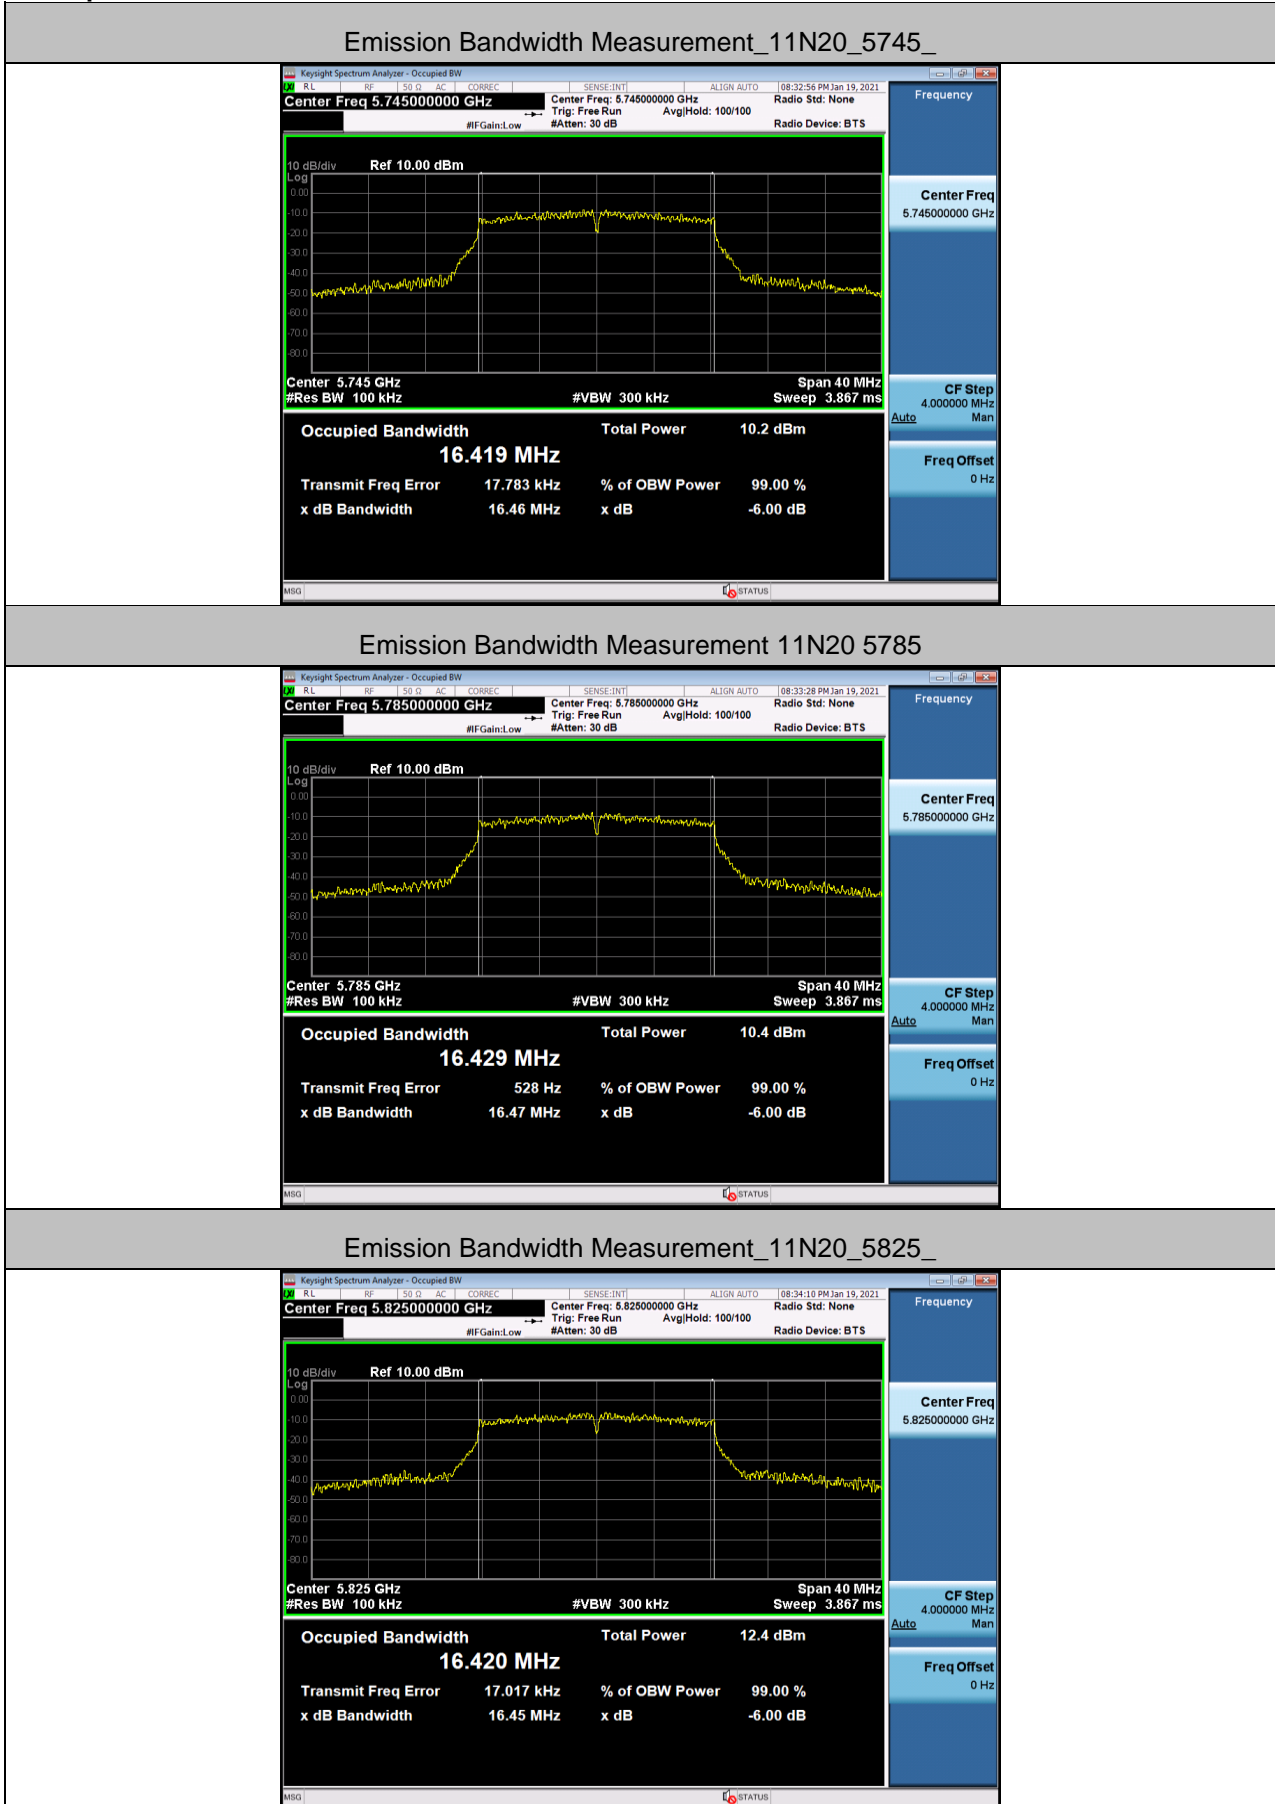 Emission Bandwidth Measurement_11N20_5745_
Keysight Spectrum Analyzer - Occupied BW
LXI RL RF 50 Ω AC CORREC SENSE:INT ALIGN AUTO 08:32:56 PM Jan 19, 2021
Center Freq 5.745000000 GHz Center Freq: 5.745000000 GHz Radio Std: None
Trig: Free Run Avg|Hold: 100/100
#IFGain:Low #Atten: 30 dB Radio Device: BTS
Frequency
10 dB/div Ref 10.00 dBm
Log
0.00
-10.0
-20.0
-30.0
-40.0
-50.0
-60.0
-70.0
-80.0
Center Freq
5.745000000 GHz
Center 5.745 GHz Span 40 MHz
#Res BW 100 kHz #VBW 300 kHz Sweep 3.867 ms
CF Step
4.000000 MHz
Auto Man
Occupied Bandwidth Total Power 10.2 dBm
16.419 MHz
Freq Offset
0 Hz
Transmit Freq Error 17.783 kHz % of OBW Power 99.00 %
x dB Bandwidth 16.46 MHz x dB -6.00 dB
MSG STATUS
Emission Bandwidth Measurement 11N20 5785
Keysight Spectrum Analyzer - Occupied BW
LXI RL RF 50 Ω AC CORREC SENSE:INT ALIGN AUTO 08:33:28 PM Jan 19, 2021
Center Freq 5.785000000 GHz Center Freq: 5.785000000 GHz Radio Std: None
Trig: Free Run Avg|Hold: 100/100
#IFGain:Low #Atten: 30 dB Radio Device: BTS
Frequency
10 dB/div Ref 10.00 dBm
Log
0.00
-10.0
-20.0
-30.0
-40.0
-50.0
-60.0
-70.0
-80.0
Center Freq
5.785000000 GHz
Center 5.785 GHz Span 40 MHz
#Res BW 100 kHz #VBW 300 kHz Sweep 3.867 ms
CF Step
4.000000 MHz
Auto Man
Occupied Bandwidth Total Power 10.4 dBm
16.429 MHz
Freq Offset
0 Hz
Transmit Freq Error 528 Hz % of OBW Power 99.00 %
x dB Bandwidth 16.47 MHz x dB -6.00 dB
MSG STATUS
Emission Bandwidth Measurement_11N20_5825_
Keysight Spectrum Analyzer - Occupied BW
LXI RL RF 50 Ω AC CORREC SENSE:INT ALIGN AUTO 08:34:10 PM Jan 19, 2021
Center Freq 5.825000000 GHz Center Freq: 5.825000000 GHz Radio Std: None
Trig: Free Run Avg|Hold: 100/100
#IFGain:Low #Atten: 30 dB Radio Device: BTS
Frequency
10 dB/div Ref 10.00 dBm
Log
0.00
-10.0
-20.0
-30.0
-40.0
-50.0
-60.0
-70.0
-80.0
Center Freq
5.825000000 GHz
Center 5.825 GHz Span 40 MHz
#Res BW 100 kHz #VBW 300 kHz Sweep 3.867 ms
CF Step
4.000000 MHz
Auto Man
Occupied Bandwidth Total Power 12.4 dBm
16.420 MHz
Freq Offset
0 Hz
Transmit Freq Error 17.017 kHz % of OBW Power 99.00 %
x dB Bandwidth 16.45 MHz x dB -6.00 dB
MSG STATUS